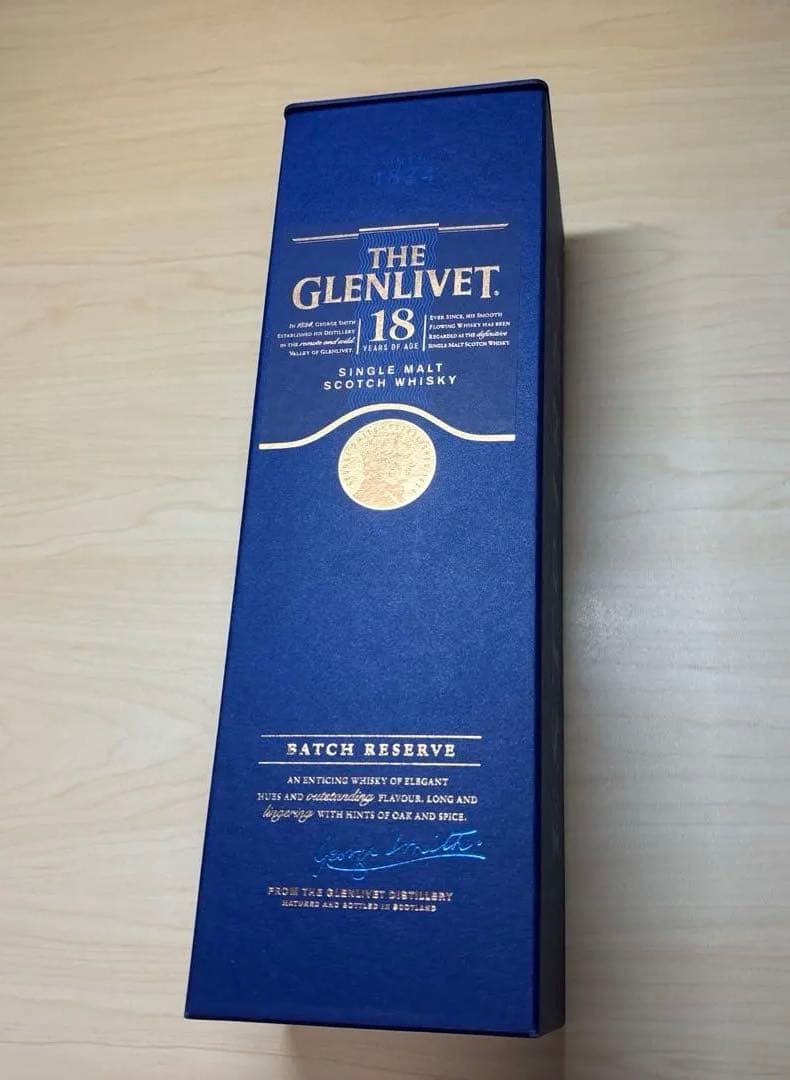 1824
THE
GLENLIVET®
In 1824, George Smith
established his distillery
in the remote and wild
Valley of Glenlivet.
18
YEARS OF AGE
Ever since, his smooth
flowing whisky has been
regarded as the definitive
single malt Scotch whisky
SINGLE MALT
SCOTCH WHISKY
BATCH RESERVE
AN ENTICING WHISKY OF ELEGANT
HUES AND outstanding FLAVOUR. LONG AND
lingering WITH HINTS OF OAK AND SPICE.
George Smith
FROM THE GLENLIVET DISTILLERY
MATURED AND BOTTLED IN SCOTLAND